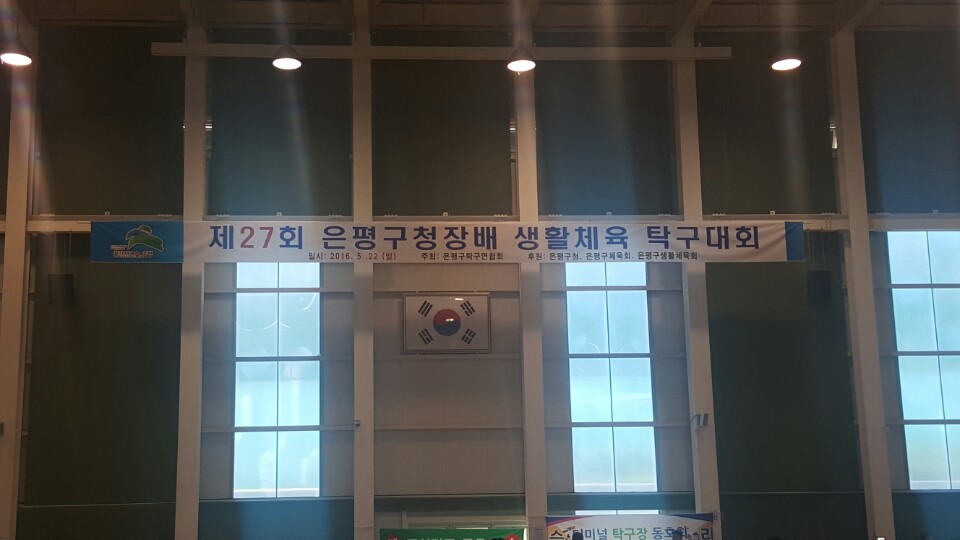 제27회 은평구청장배 생활체육 탁구대회
일시: 2016. 5 .22 (일) 주최: 은평구탁구연합회 후원: 은평구청. 은평구체육회. 은평구생활체육회
미널 탁구장 동호회